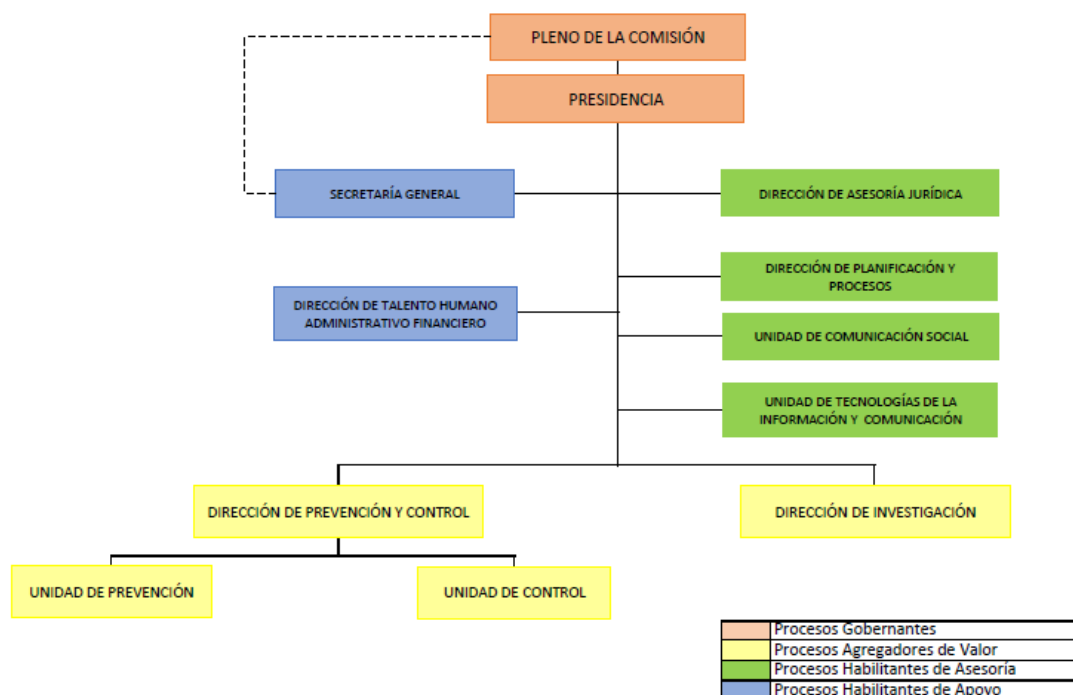 PLENO DE LA COMISIÓN
PRESIDENCIA
SECRETARÍA GENERAL
DIRECCIÓN DE ASESORÍA JURÍDICA
DIRECCIÓN DE PLANIFICACIÓN Y
PROCESOS
DIRECCIÓN DE TALENTO HUMANO
ADMINISTRATIVO FINANCIERO
UNIDAD DE COMUNICACIÓN SOCIAL
UNIDAD DE TECNOLOGÍAS DE LA
INFORMACIÓN Y COMUNICACIÓN
DIRECCIÓN DE PREVENCIÓN Y CONTROL
DIRECCIÓN DE INVESTIGACIÓN
UNIDAD DE PREVENCIÓN
UNIDAD DE CONTROL
Procesos Gobernantes
Procesos Agregadores de Valor
Procesos Habilitantes de Asesoría
Procesos Habilitantes de Apoyo